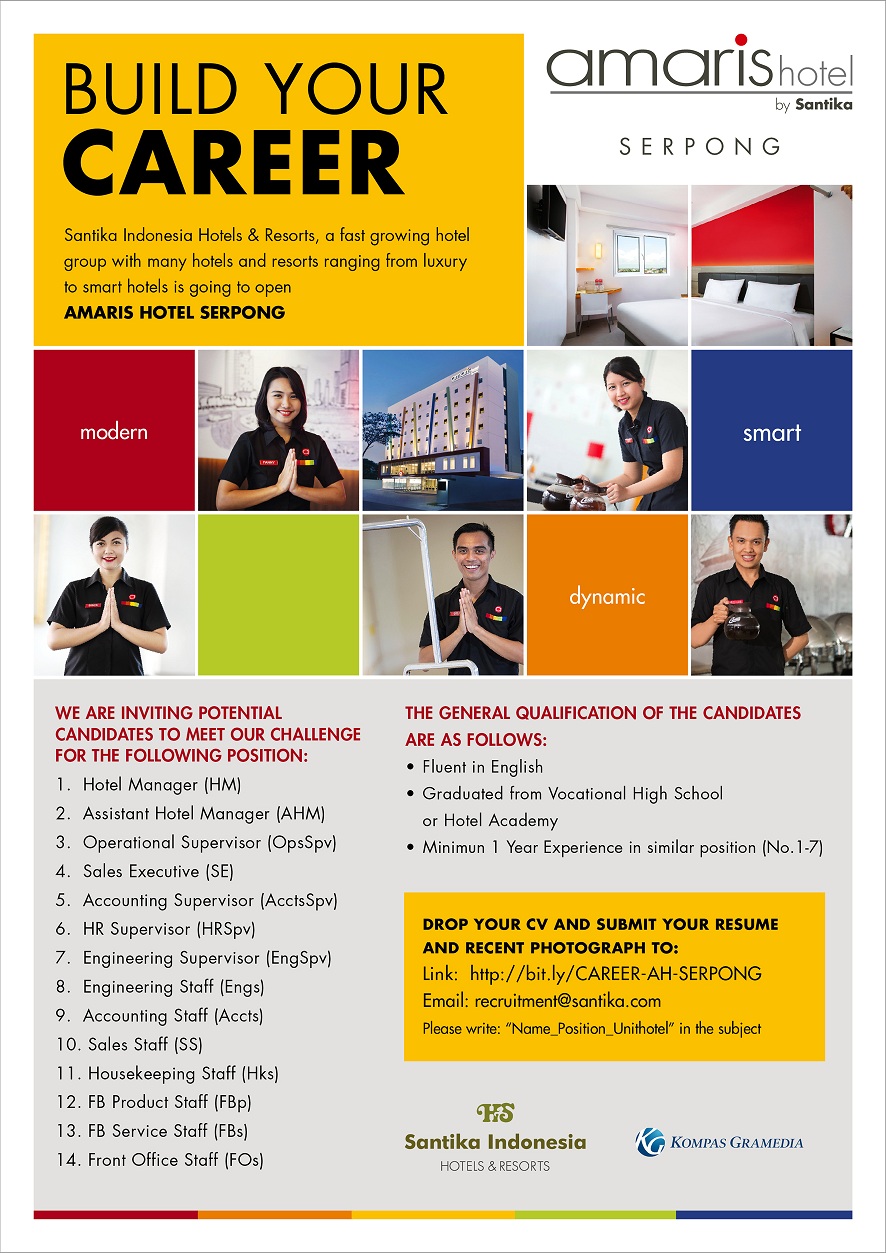 BUILD YOUR
CAREER
Santika Indonesia Hotels & Resorts, a fast growing hotel
group with many hotels and resorts ranging from luxury
to smart hotels is going to open
AMARIS HOTEL SERPONG
amaris hotel
by Santika
SERPONG
modern
smart
dynamic
WE ARE INVITING POTENTIAL
CANDIDATES TO MEET OUR CHALLENGE
FOR THE FOLLOWING POSITION:
1. Hotel Manager (HM)
2. Assistant Hotel Manager (AHM)
3. Operational Supervisor (OpsSpv)
4. Sales Executive (SE)
5. Accounting Supervisor (AcctsSpv)
6. HR Supervisor (HRSpv)
7. Engineering Supervisor (EngSpv)
8. Engineering Staff (Engs)
9. Accounting Staff (Accts)
10. Sales Staff (SS)
11. Housekeeping Staff (Hks)
12. FB Product Staff (FBp)
13. FB Service Staff (FBs)
14. Front Office Staff (FOs)
THE GENERAL QUALIFICATION OF THE CANDIDATES
ARE AS FOLLOWS:
• Fluent in English
• Graduated from Vocational High School
or Hotel Academy
• Minimun 1 Year Experience in similar position (No.1-7)
DROP YOUR CV AND SUBMIT YOUR RESUME
AND RECENT PHOTOGRAPH TO:
Link: http://bit.ly/CAREER-AH-SERPONG
Email: recruitment@santika.com
Please write: “Name_Position_Unithotel” in the subject
HS
Santika Indonesia
HOTELS & RESORTS
KG KOMPAS GRAMEDIA